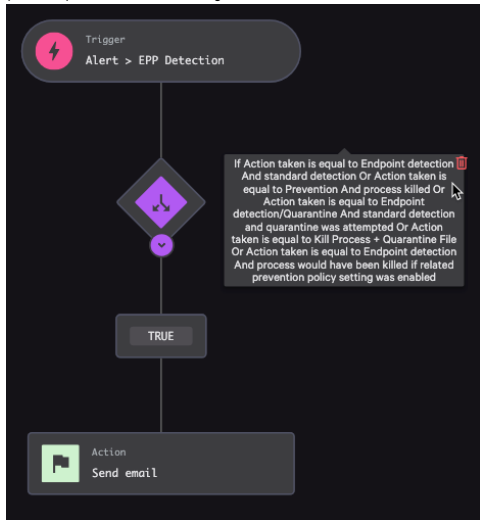 Trigger
Alert > EPP Detection
If Action taken is equal to Endpoint detection
And standard detection Or Action taken is
equal to Prevention And process killed Or
Action taken is equal to Endpoint
detection/Quarantine And standard detection
and quarantine was attempted Or Action
taken is equal to Kill Process + Quarantine File
Or Action taken is equal to Endpoint detection
And process would have been killed if related
prevention policy setting was enabled
TRUE
Action
Send email